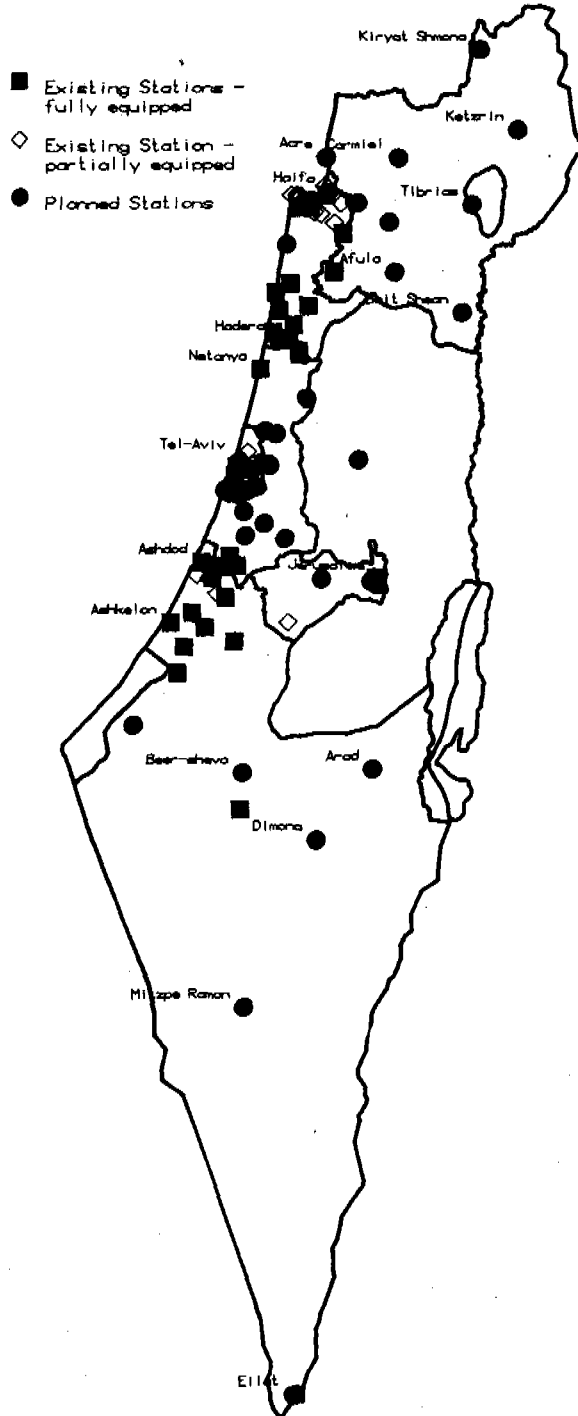 Kiryat Shmona
Existing Stations -
fully equipped
Ketzrin
Existing Station -
partially equipped
Acre Carmiel
Haifa
Planned Stations
Tibrias
Afula
Beit Shean
Hadera
Netanya
Tel-Aviv
Ashdod
Jerusalem
Ashkelon
Beer-sheva
Arad
Dimona
Mitzpe Ramon
Eilat